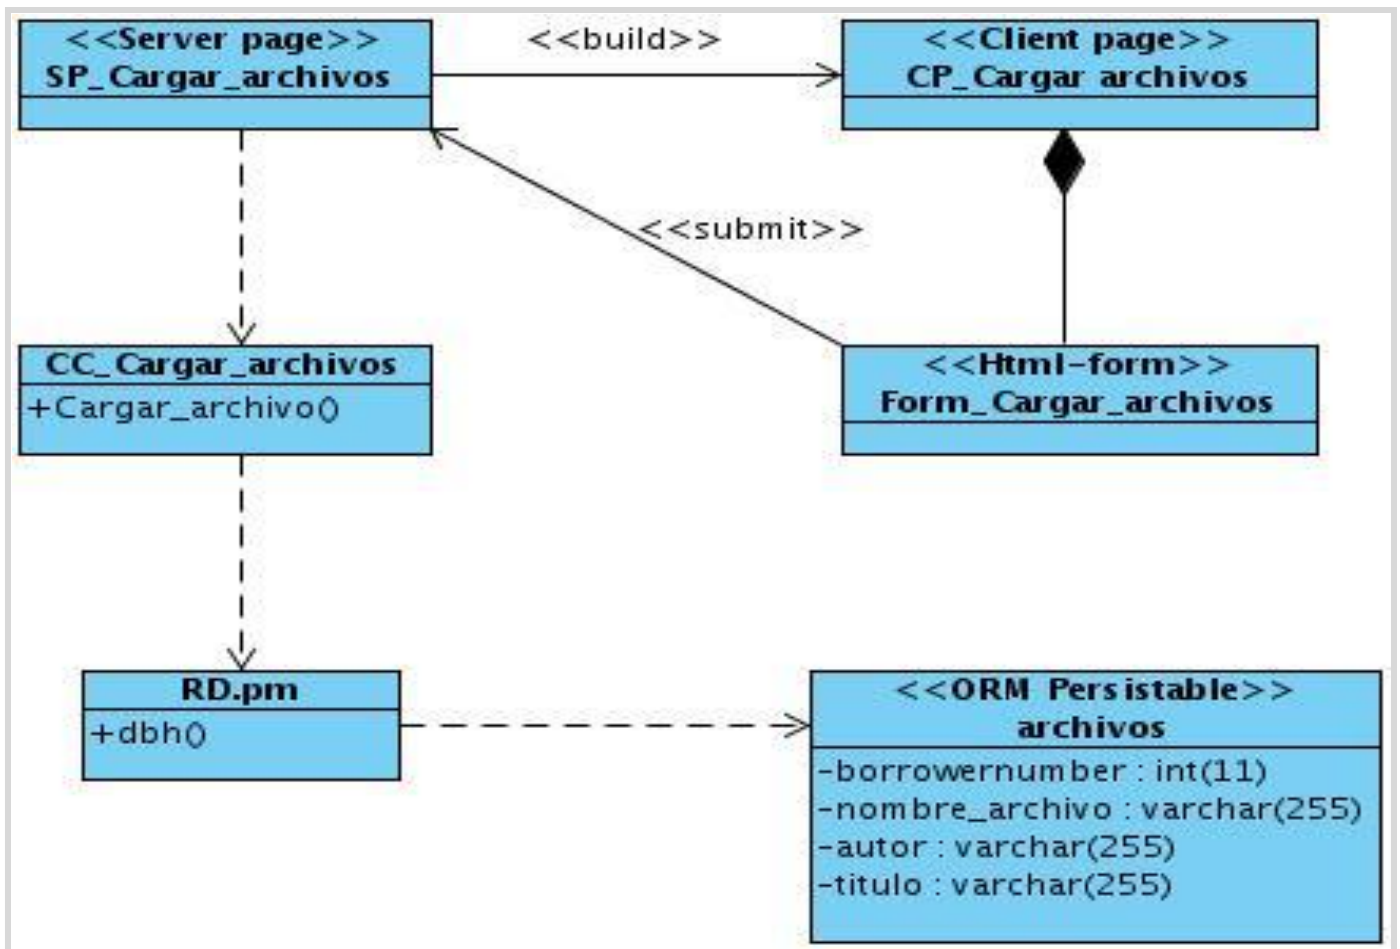 <<Server page>>
SP_Cargar_archivos
<<build>>
<<Client page>>
CP_Cargar archivos
<<submit>>
CC_Cargar_archivos
+Cargar_archivo()
<<Html-form>>
Form_Cargar_archivos
RD.pm
+dbh()
<<ORM Persistable>>
archivos
-borrowernumber : int(11)
-nombre_archivo : varchar(255)
-autor : varchar(255)
-titulo : varchar(255)